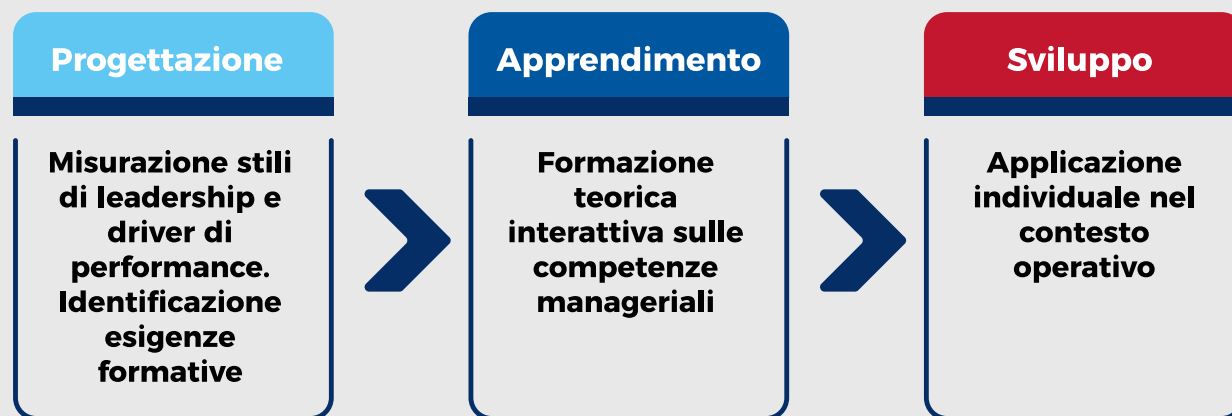 Progettazione
Misurazione stili
di leadership e
driver di
performance.
Identificazione
esigenze
formative
Apprendimento
Formazione
teorica
interattiva sulle
competenze
manageriali
Sviluppo
Applicazione
individuale nel
contesto
operativo